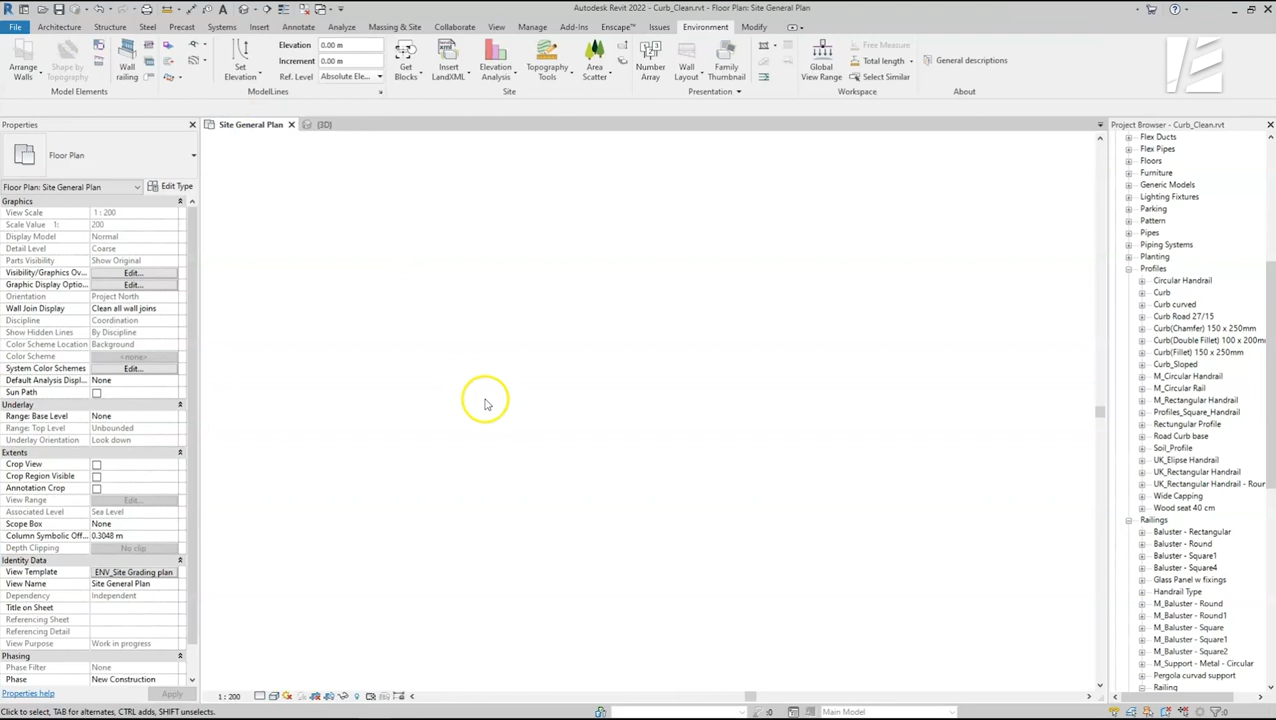 Autodesk Revit 2022 - Curb_Clean.rvt - Floor Plan: Site General Plan
File Architecture Structure Steel Precast Systems Insert Annotate Analyze Massing & Site Collaborate View Manage Add-Ins Enscape™ Issues Environment Modify
Arrange Walls
Shape by Topography
Wall railing
Model Elements
Set Elevation
Elevation 0.00 m
Increment 0.00 m
Ref. Level Absolute Ele...
ModelLines
Get Blocks
Insert LandXML
Elevation Analysis
Topography Tools
Area Scatter
Site
Number Array
Wall Layout
Family Thumbnail
Presentation
Global View Range
Free Measure
Total length
Select Similar
Workspace
General descriptions
About
Properties
Floor Plan
Floor Plan: Site General Plan Edit Type
Graphics
View Scale 1 : 200
Scale Value 1: 200
Display Model Normal
Detail Level Coarse
Parts Visibility Show Original
Visibility/Graphics Ov... Edit...
Graphic Display Optio... Edit...
Orientation Project North
Wall Join Display Clean all wall joins
Discipline Coordination
Show Hidden Lines By Discipline
Color Scheme Location Background
Color Scheme <none>
System Color Schemes Edit...
Default Analysis Displ... None
Sun Path
Underlay
Range: Base Level None
Range: Top Level Unbounded
Underlay Orientation Look down
Extents
Crop View
Crop Region Visible
Annotation Crop
View Range Edit...
Associated Level Sea Level
Scope Box None
Column Symbolic Off... 0.3048 m
Depth Clipping No clip
Identity Data
View Template ENV_Site Grading plan
View Name Site General Plan
Dependency Independent
Title on Sheet
Referencing Sheet
Referencing Detail
View Purpose Work in progress
Phasing
Phase Filter None
Phase New Construction
Properties help Apply
Site General Plan (3D)
1 : 200
Project Browser - Curb_Clean.rvt
Flex Ducts
Flex Pipes
Floors
Furniture
Generic Models
Lighting Fixtures
Parking
Pattern
Pipes
Piping Systems
Planting
Profiles
Circular Handrail
Curb
Curb curved
Curb Road 27/15
Curb(Chamfer) 150 x 250mm
Curb(Double Fillet) 100 x 200m
Curb(Fillet) 150 x 250mm
Curb_Sloped
M_Circular Handrail
M_Circular Rail
M_Rectangular Handrail
Profiles_Square_Handrail
Rectangular Profile
Road Curb base
Soil_Profile
UK_Elipse Handrail
UK_Rectangular Handrail
UK_Rectangular Handrail - Roun
Wide Capping
Wood seat 40 cm
Railings
Baluster - Rectangular
Baluster - Round
Baluster - Square1
Baluster - Square4
Glass Panel w fixings
Handrail Type
M_Baluster - Round
M_Baluster - Round1
M_Baluster - Square
M_Baluster - Square1
M_Baluster - Square2
M_Support - Metal - Circular
Pergola curvad support
Railing
Click to select, TAB for alternates, CTRL adds, SHIFT unselects. :0 Main Model :0